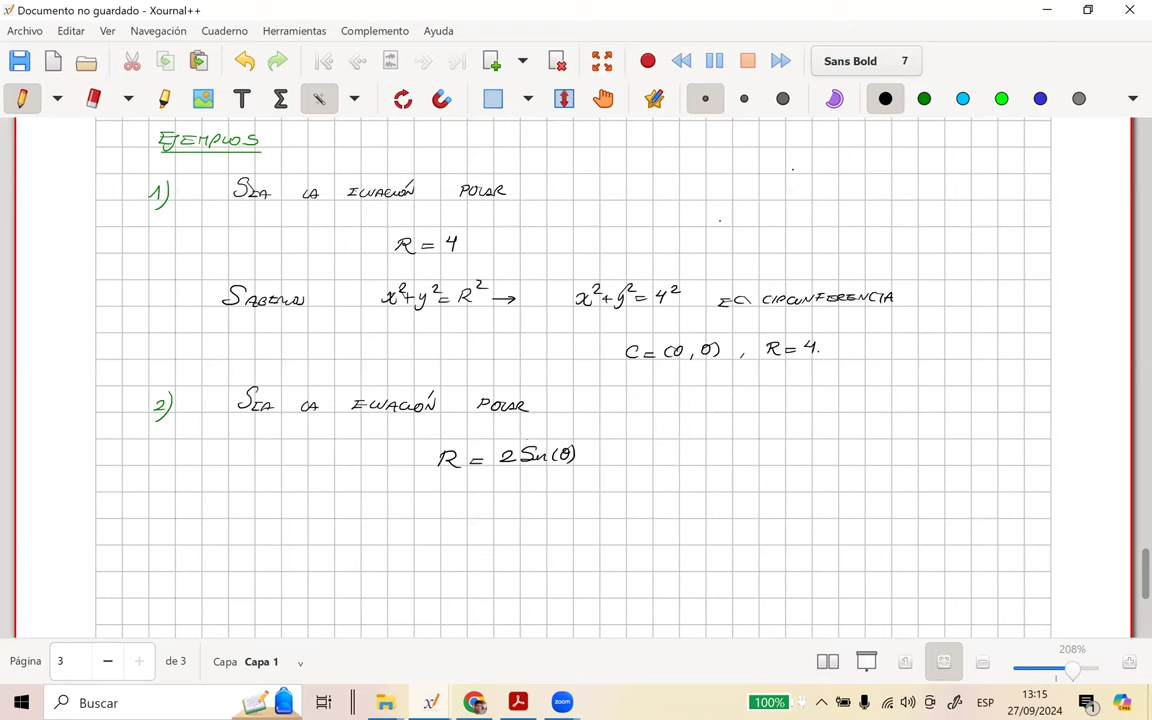 Documento no guardado - Xournal++
Archivo Editar Ver Navegación Cuaderno Herramientas Complemento Ayuda
Sans Bold 7
EJEMPLOS
1) SEA LA ECUACIÓN POLAR
R = 4
SABEMOS x²+y²=R² → x²+y²=4² EC. CIRCUNFERENCIA
C=(0,0), R=4.
2) SEA LA ECUACIÓN POLAR
R = 2Sen(θ)
Página 3 de 3 Capa Capa 1 208%
Buscar 100% ESP 13:15
27/09/2024